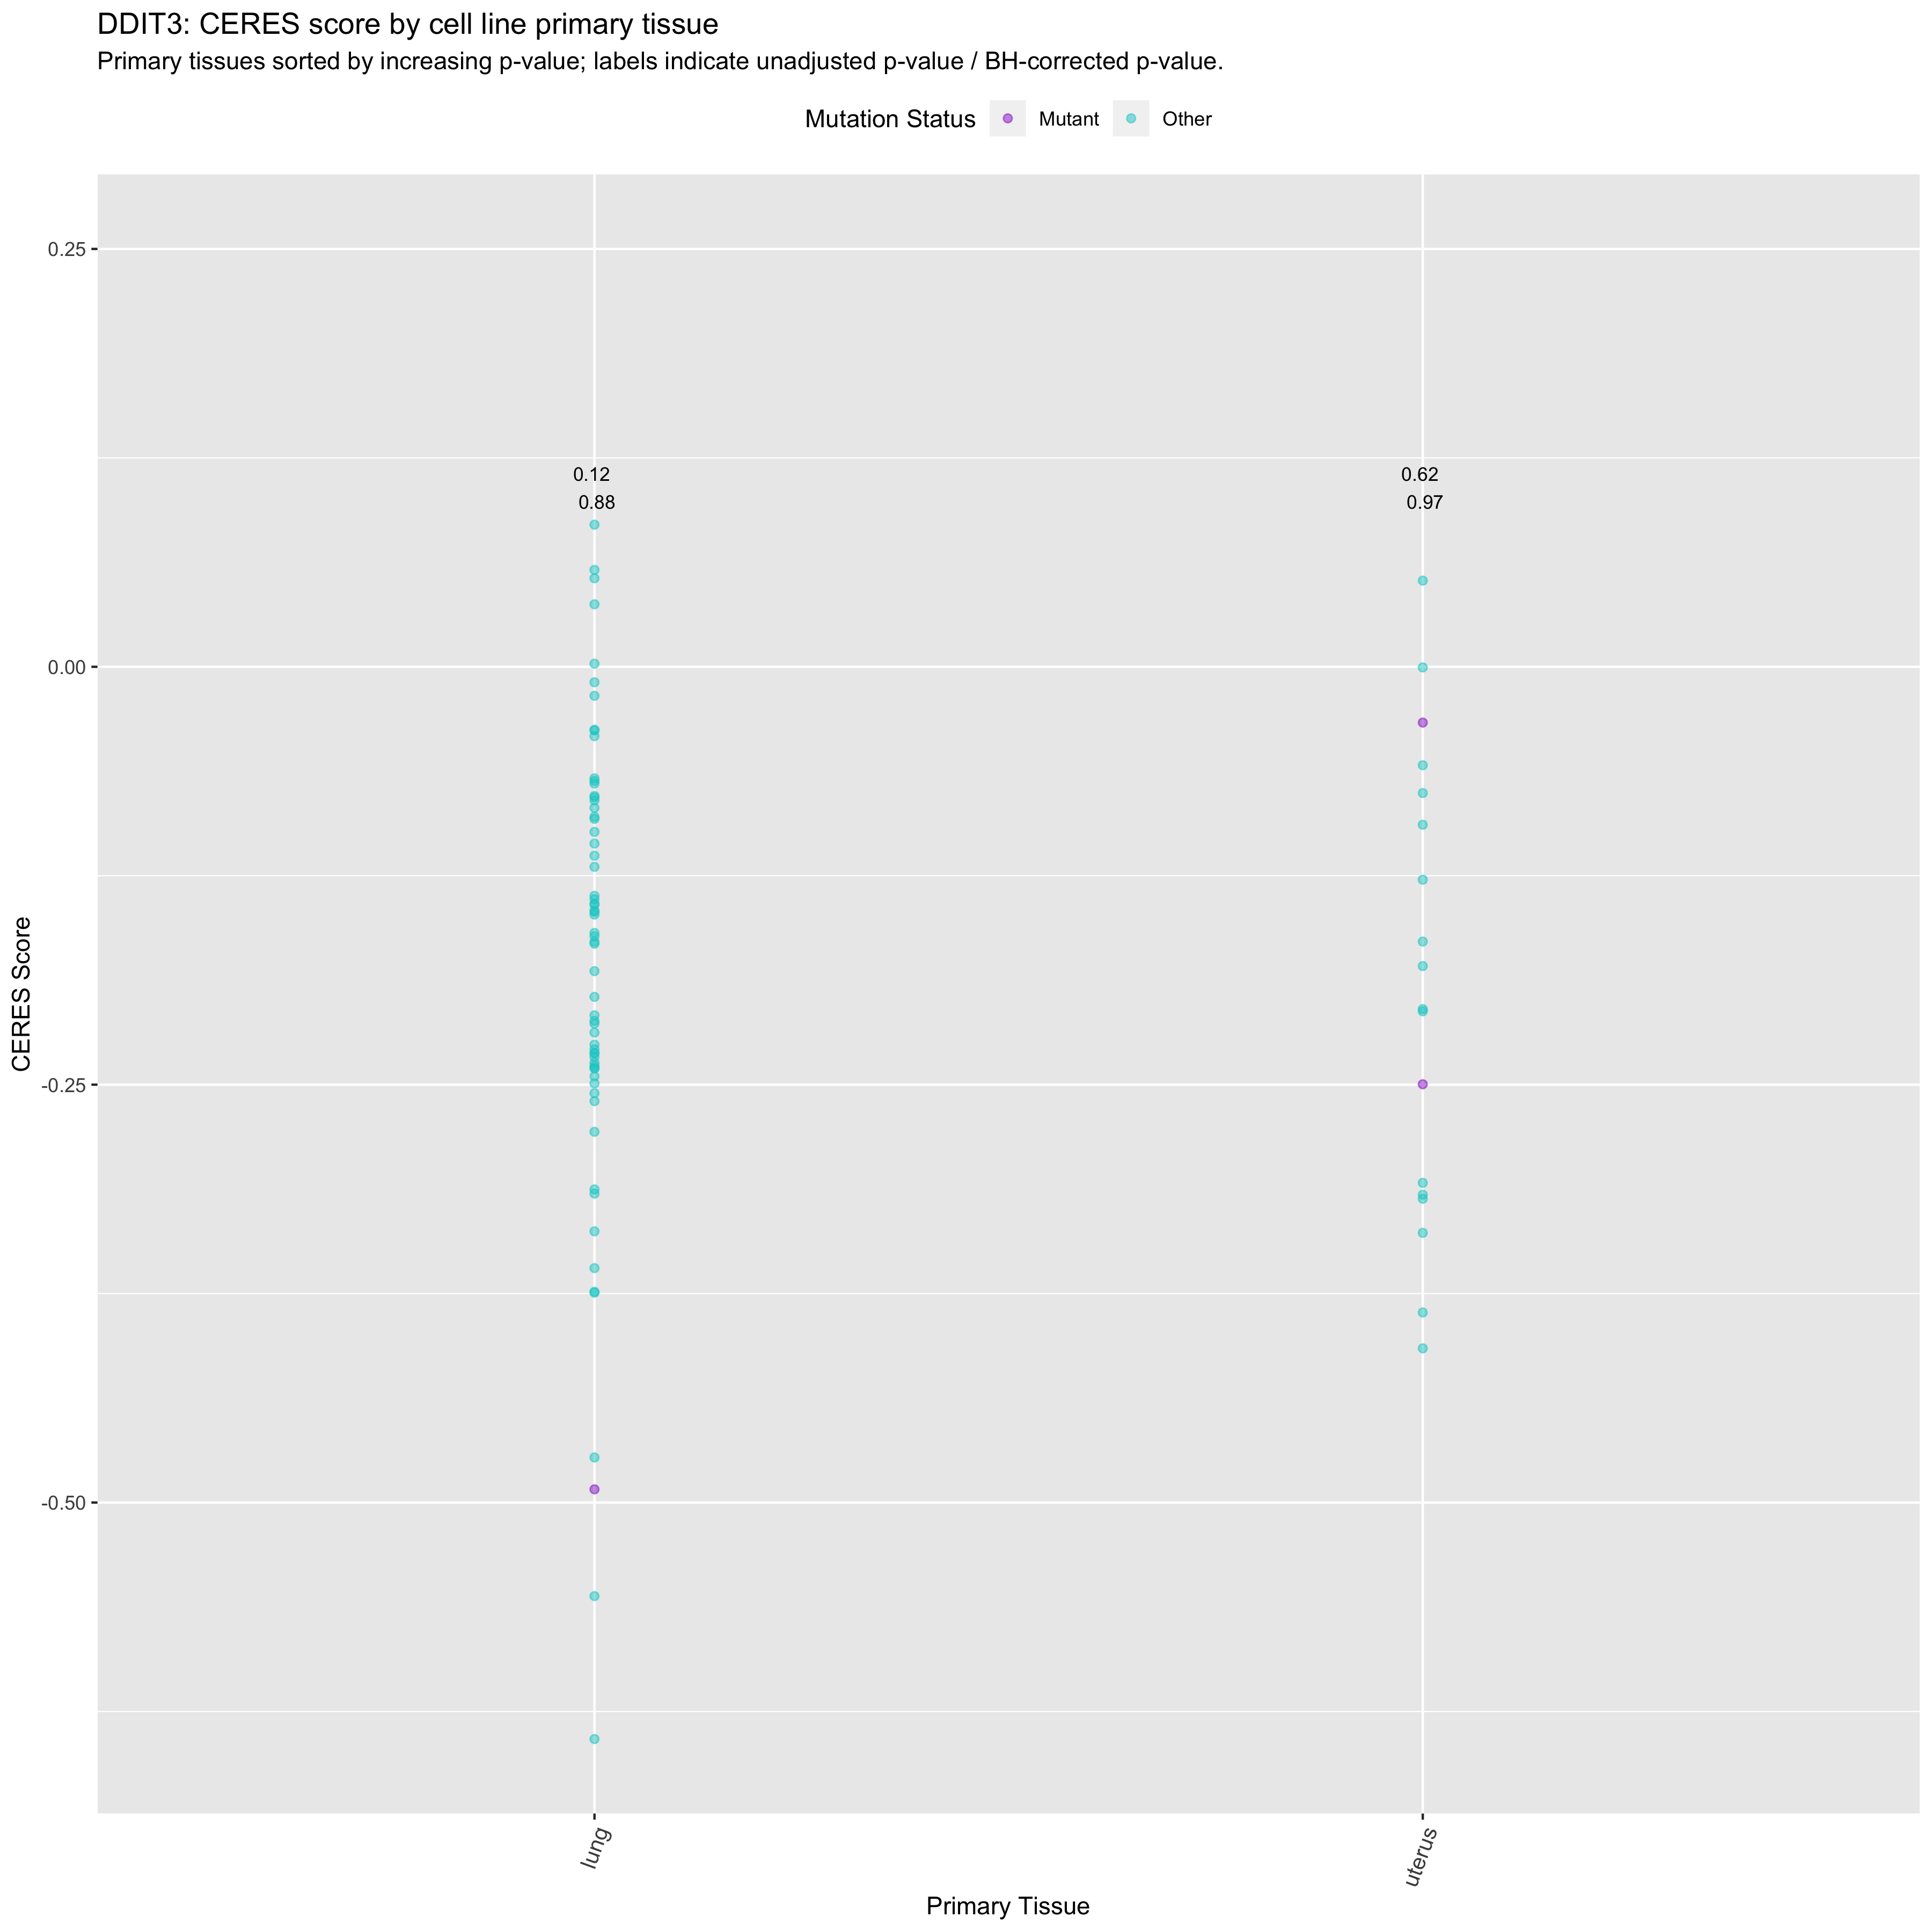 DDIT3: CERES score by cell line primary tissue
Primary tissues sorted by increasing p-value; labels indicate unadjusted p-value / BH-corrected p-value.
Mutation Status
Mutant
Other
0.25
0.12
0.62
0.88
0.97
0.00
CERES Score
-0.25
-0.50
lung
uterus
Primary Tissue